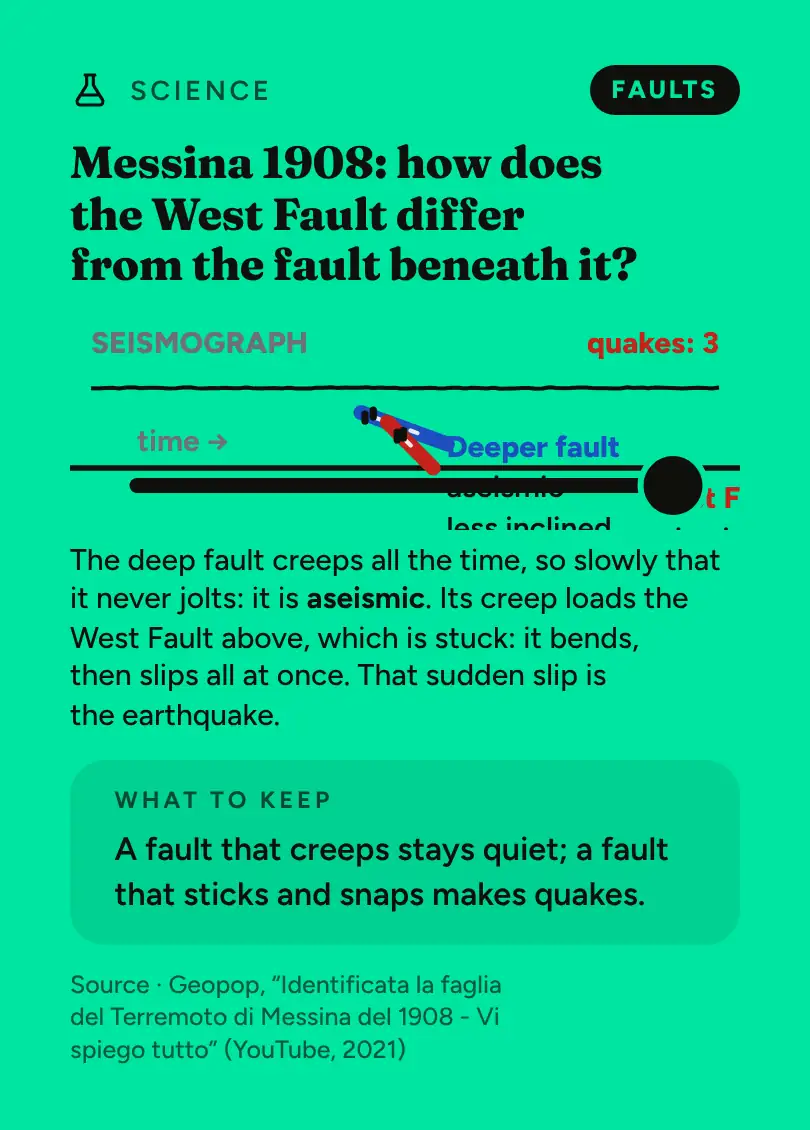 SCIENCE
FAULTS
Messina 1908: how does
the West Fault differ
from the fault beneath it?
SEISMOGRAPH
quakes: 3
time →
Deeper fault
aseismic
t F
less inclined
The deep fault creeps all the time, so slowly that
it never jolts: it is aseismic. Its creep loads the
West Fault above, which is stuck: it bends,
then slips all at once. That sudden slip is
the earthquake.
WHAT TO KEEP
A fault that creeps stays quiet; a fault
that sticks and snaps makes quakes.
Source · Geopop, “Identificata la faglia
del Terremoto di Messina del 1908 - Vi
spiego tutto” (YouTube, 2021)